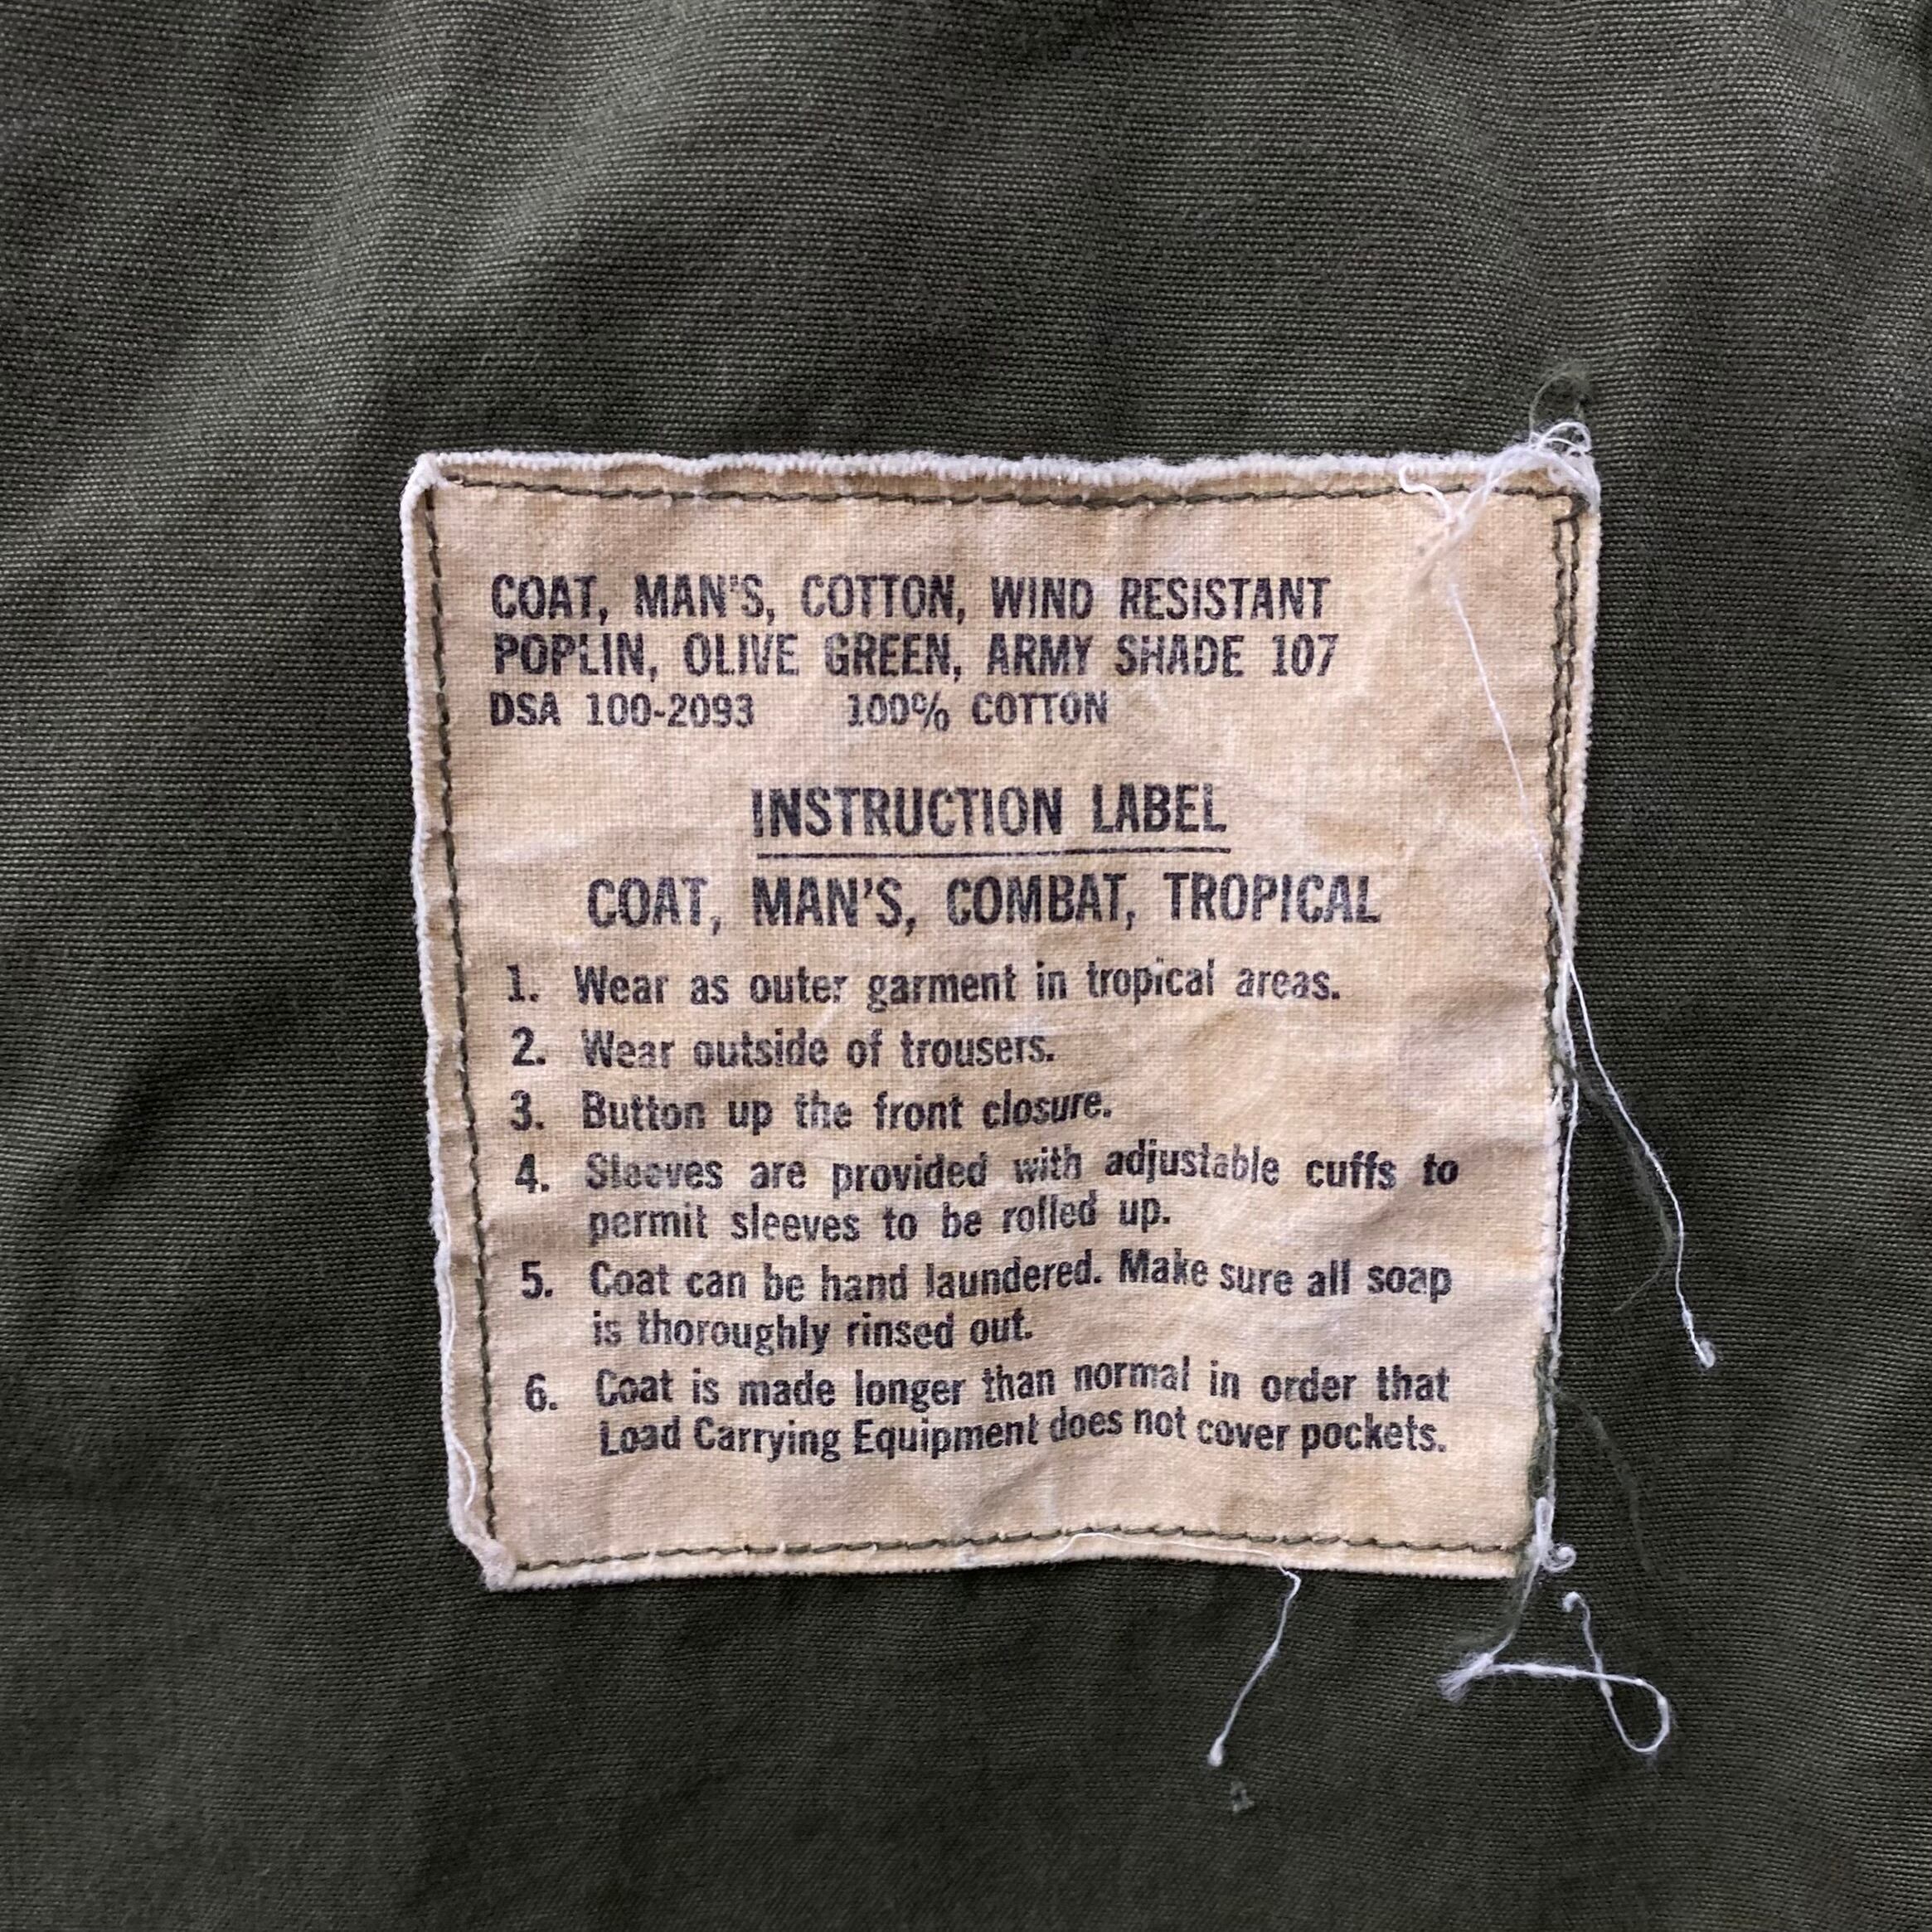 COAT, MAN'S, COTTON, WIND RESISTANT
POPLIN, OLIVE GREEN, ARMY SHADE 107
DSA 100-2093 100% COTTON
INSTRUCTION LABEL
COAT, MAN'S, COMBAT, TROPICAL
1. Wear as outer garment in tropical areas.
2. Wear outside of trousers.
3. Button up the front closure.
4. Sleeves are provided with adjustable cuffs to
permit sleeves to be rolled up.
5. Coat can be hand laundered. Make sure all soap
is thoroughly rinsed out.
6. Coat is made longer than normal in order that
Load Carrying Equipment does not cover pockets.